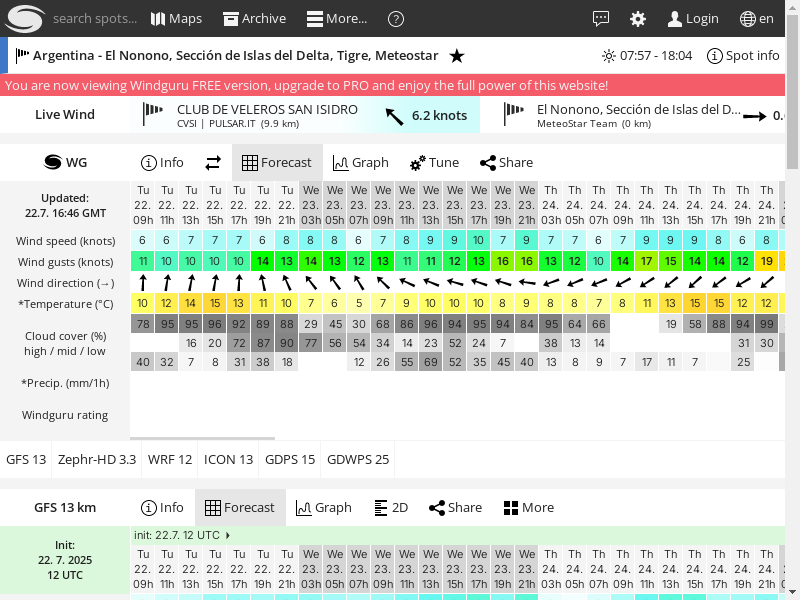 search spots... Maps Archive More... ? Login en
Argentina - El Nonono, Sección de Islas del Delta, Tigre, Meteostar ★ 07:57 - 18:04 Spot info
You are now viewing Windguru FREE version, upgrade to PRO and enjoy the full power of this website!
Live Wind CLUB DE VELEROS SAN ISIDRO 6.2 knots El Nonono, Sección de Islas del D... 0.
CVSI | PULSAR.IT (9.9 km) MeteoStar Team (0 km)
WG Info Forecast Graph Tune Share
Updated:
22.7. 16:46 GMT
Tu Tu Tu Tu Tu Tu Tu We We We We We We We We We We Th Th Th Th Th Th Th Th Th Th
22. 22. 22. 22. 22. 22. 22. 23. 23. 23. 23. 23. 23. 23. 23. 23. 23. 24. 24. 24. 24. 24. 24. 24. 24. 24. 24.
09h 11h 13h 15h 17h 19h 21h 03h 05h 07h 09h 11h 13h 15h 17h 19h 21h 03h 05h 07h 09h 11h 13h 15h 17h 19h 21h
Wind speed (knots) 6 6 7 7 7 6 8 8 8 6 7 8 9 9 10 7 9 7 7 6 7 9 9 9 8 6 8
Wind gusts (knots) 11 10 10 10 10 14 13 14 13 12 13 11 11 12 13 16 16 13 12 10 14 17 15 14 14 12 19
Wind direction (→)
*Temperature (°C) 10 12 14 15 13 11 10 7 6 5 7 9 10 10 10 8 9 8 8 7 8 11 13 15 15 12 12
Cloud cover (%)
high / mid / low
78 95 95 96 92 89 88 29 45 30 68 86 96 94 95 94 84 95 64 66 19 58 88 94 99
16 20 72 87 90 77 56 54 34 14 23 52 24 7 38 13 14 31 30
40 32 7 8 31 38 18 12 26 55 69 52 35 45 40 13 8 9 7 17 11 7 25
*Precip. (mm/1h)
Windguru rating
GFS 13 Zephr-HD 3.3 WRF 12 ICON 13 GDPS 15 GDWPS 25
GFS 13 km Info Forecast Graph 2D Share More
init: 22.7. 12 UTC
Init:
22. 7. 2025
12 UTC
Tu Tu Tu Tu Tu Tu Tu We We We We We We We We We We Th Th Th Th Th Th Th Th Th Th
22. 22. 22. 22. 22. 22. 22. 23. 23. 23. 23. 23. 23. 23. 23. 23. 23. 24. 24. 24. 24. 24. 24. 24. 24. 24. 24.
09h 11h 13h 15h 17h 19h 21h 03h 05h 07h 09h 11h 13h 15h 17h 19h 21h 03h 05h 07h 09h 11h 13h 15h 17h 19h 21h